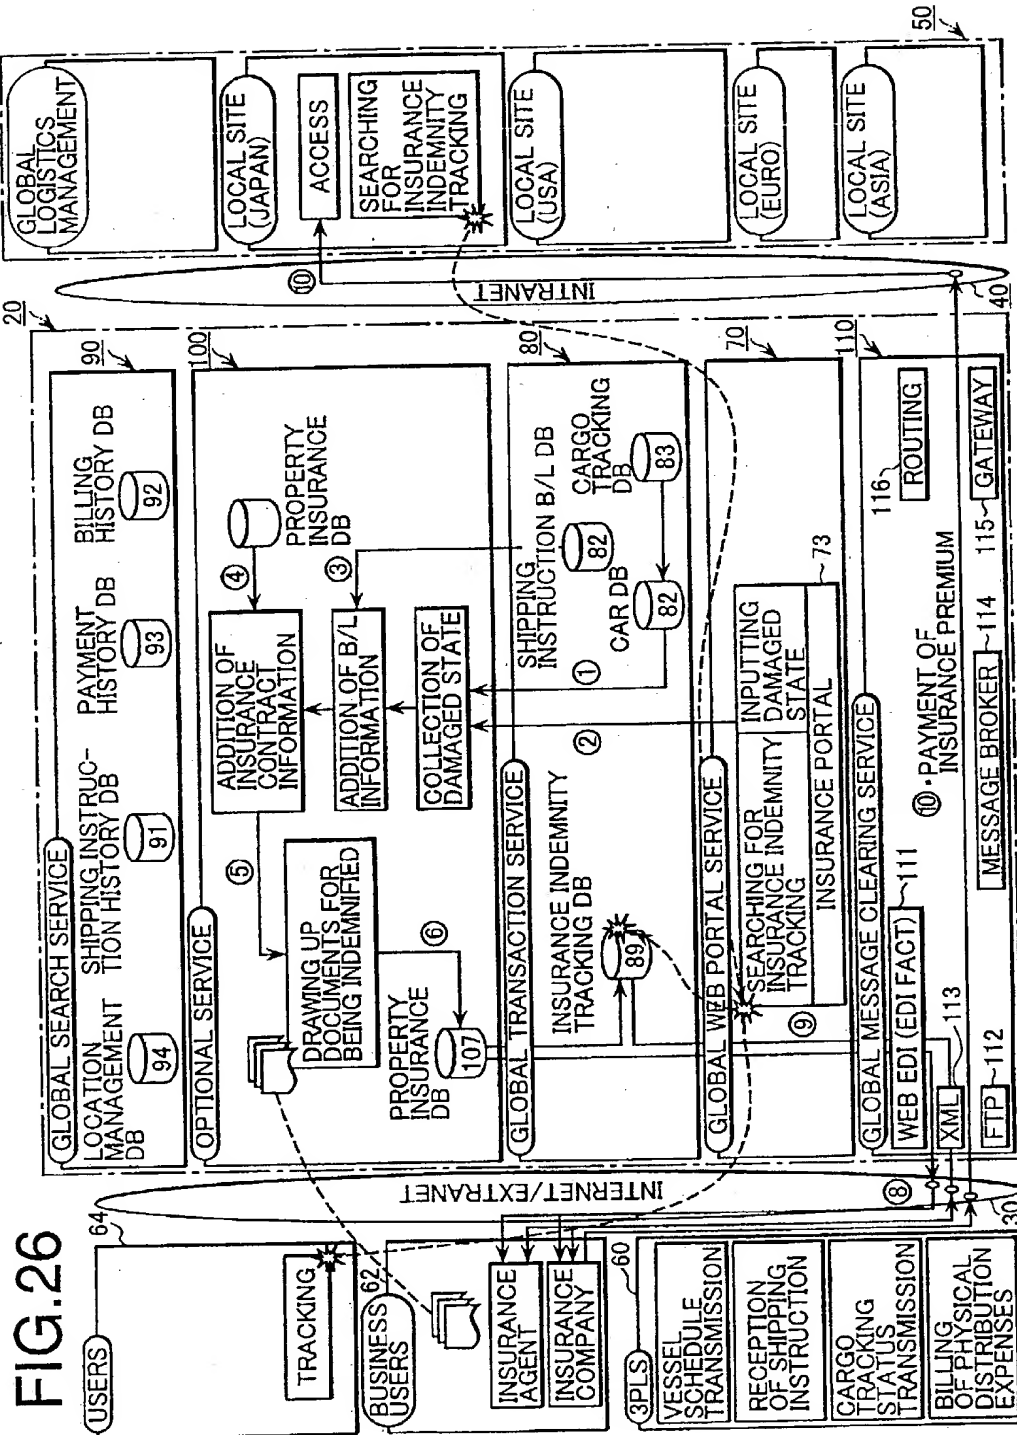 FIG.26
USERS
64
TRACKING
BUSINESS
USERS
62
INSURANCE
AGENT
INSURANCE
COMPANY
3PLS
60
VESSEL
SCHEDULE
TRANSMISSION
RECEPTION
OF SHIPPING
INSTRUCTION
CARGO
TRACKING
STATUS
TRANSMISSION
BILLING
OF PHYSICAL
DISTRIBUTION
EXPENSES
INTERNET/EXTRANET
⑧
30
20
GLOBAL SEARCH SERVICE
90
LOCATION
MANAGEMENT
DB
94
SHIPPING INSTRUC-
TION HISTORY DB
91
PAYMENT
HISTORY DB
93
BILLING
HISTORY DB
92
OPTIONAL SERVICE
100
DRAWING UP
DOCUMENTS FOR
BEING INDEMNIFIED
⑤
⑥
PROPERTY
INSURANCE
DB
107
ADDITION OF
INSURANCE
CONTRACT
INFORMATION
④
PROPERTY
INSURANCE
DB
ADDITION OF B/L
INFORMATION
③
COLLECTION OF
DAMAGED STATE
GLOBAL TRANSACTION SERVICE
80
SHIPPING
INSTRUCTION B/L DB
82
CARGO
TRACKING
DB
83
CAR DB
82
①
②
INSURANCE INDEMNITY
TRACKING DB
89
GLOBAL WEB PORTAL SERVICE
70
SEARCHING FOR
INSURANCE INDEMNITY
TRACKING
INPUTTING
DAMAGED
STATE
INSURANCE PORTAL
73
⑨
GLOBAL MESSAGE CLEARING SERVICE
110
WEB EDI (EDI FACT)
111
XML
113
FTP
112
⑩・PAYMENT OF
INSURANCE PREMIUM
MESSAGE BROKER
114
116
ROUTING
115
GATEWAY
INTRANET
⑩
40
50
GLOBAL
LOGISTICS
MANAGEMENT
LOCAL SITE
(JAPAN)
ACCESS
SEARCHING
FOR
INSURANCE
INDEMNITY
TRACKING
LOCAL SITE
(USA)
LOCAL SITE
(EURO)
LOCAL SITE
(ASIA)